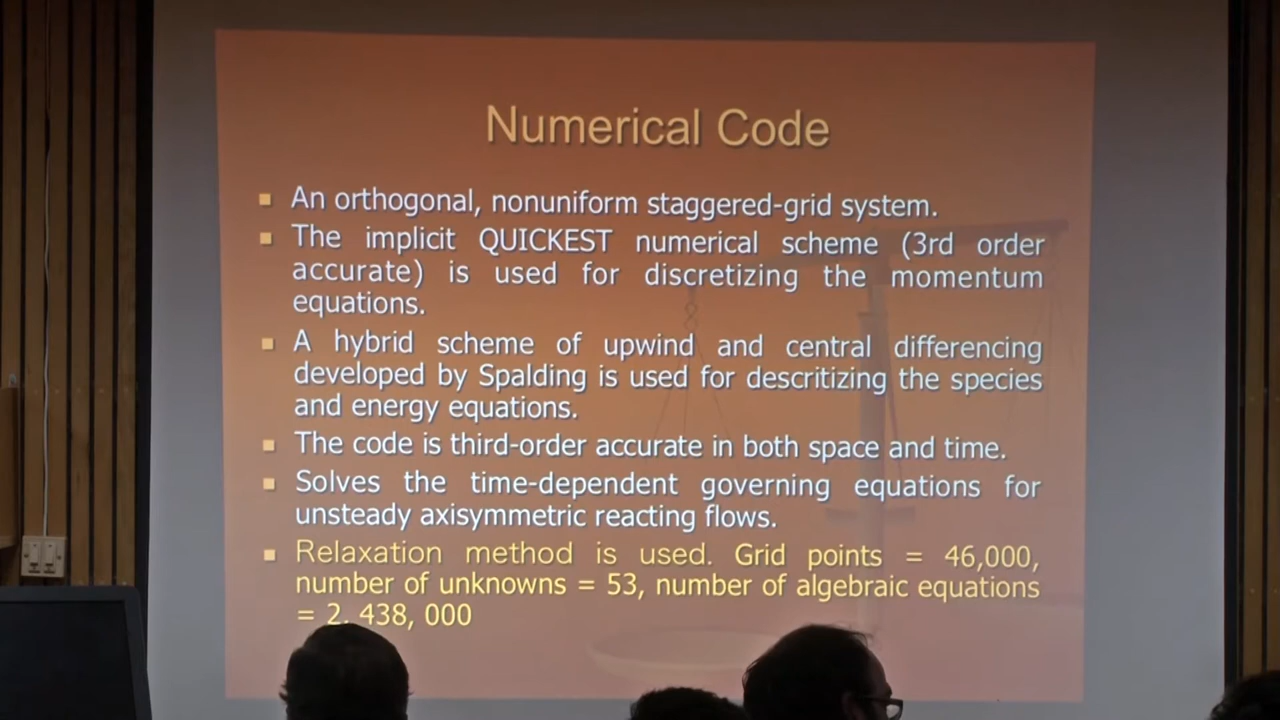 Numerical Code
An orthogonal, nonuniform staggered-grid system.
The implicit QUICKEST numerical scheme (3rd order
accurate) is used for discretizing the momentum
equations.
A hybrid scheme of upwind and central differencing
developed by Spalding is used for descritizing the species
and energy equations.
The code is third-order accurate in both space and time.
Solves the time-dependent governing equations for
unsteady axisymmetric reacting flows.
Relaxation method is used. Grid points = 46,000,
number of unknowns = 53, number of algebraic equations
= 2, 438, 000